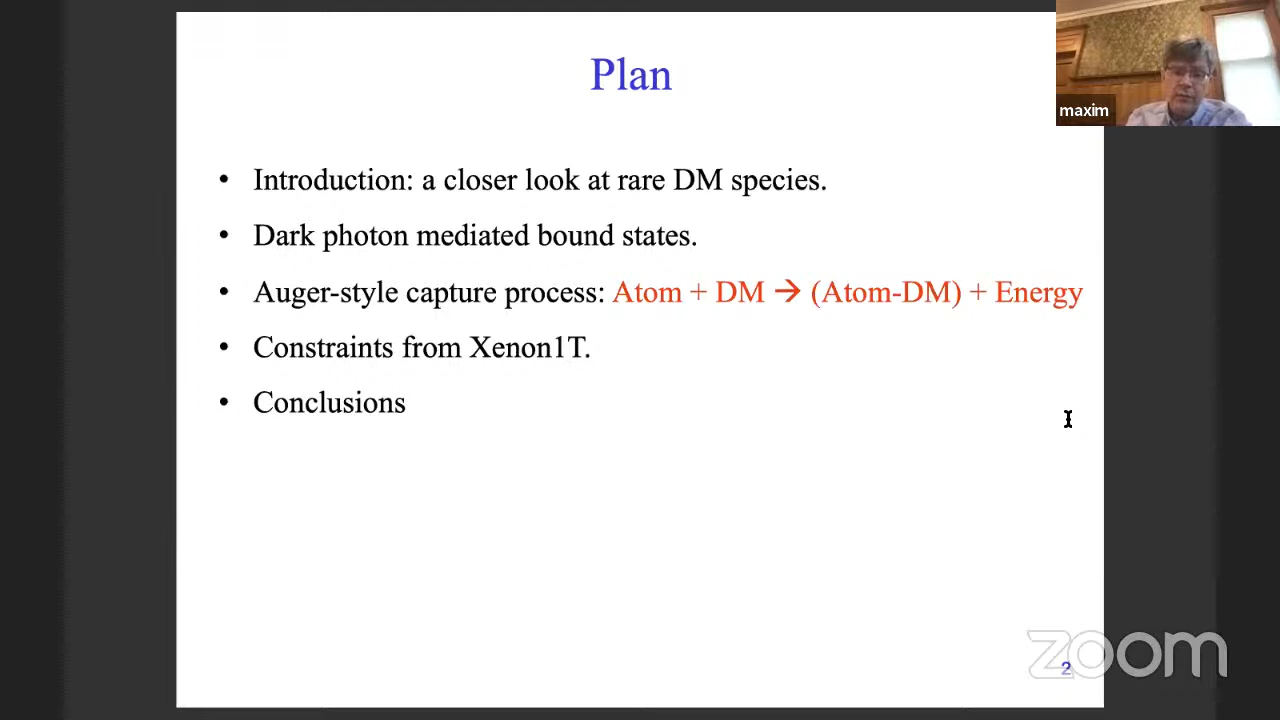 Plan
maxim
• Introduction: a closer look at rare DM species.
• Dark photon mediated bound states.
• Auger-style capture process: Atom + DM → (Atom-DM) + Energy
• Constraints from Xenon1T.
• Conclusions
zoom
2